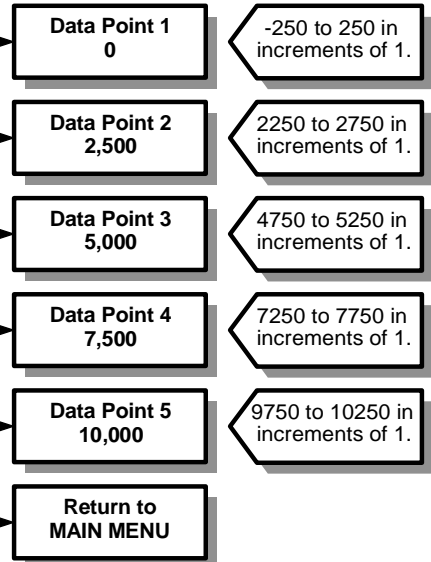 Data Point 1
0
-250 to 250 in
increments of 1.
Data Point 2
2,500
2250 to 2750 in
increments of 1.
Data Point 3
5,000
4750 to 5250 in
increments of 1.
Data Point 4
7,500
7250 to 7750 in
increments of 1.
Data Point 5
10,000
9750 to 10250 in
increments of 1.
Return to
MAIN MENU